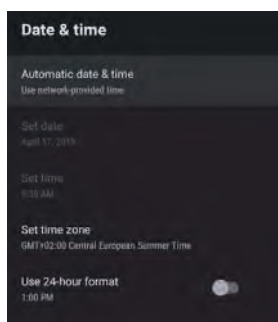 Date & time
Automatic date & time
Use network-provided time
Set date
April 17, 2019
Set time
Set time zone
GMT+02:00 Central European Summer Time
Use 24-hour format
1:00 PM